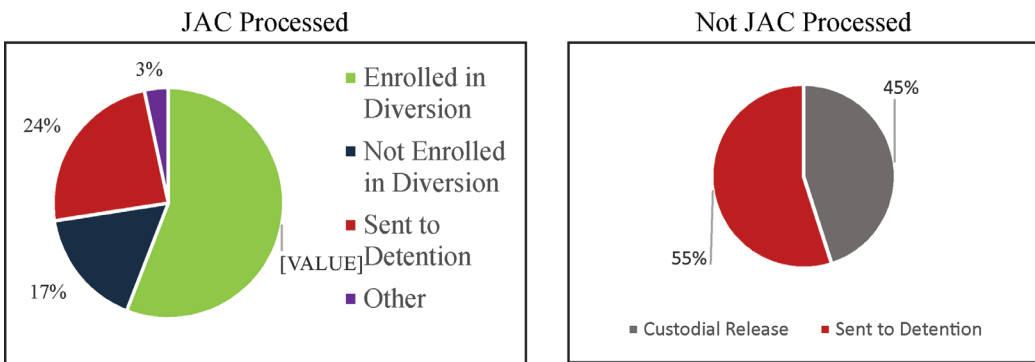 JAC Processed
3%
24%
17%
[VALUE]
Enrolled in
Diversion
Not Enrolled
in Diversion
Sent to
Detention
Other
Not JAC Processed
45%
55%
Custodial Release
Sent to Detention